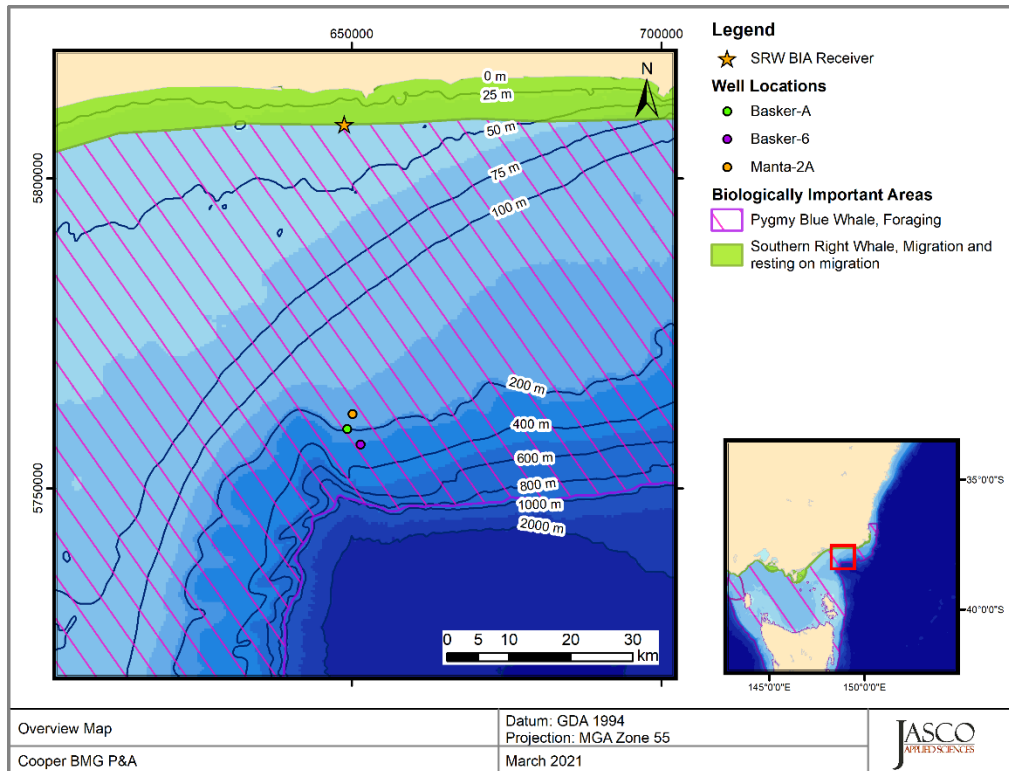 650000
700000
0 m
25 m
N
50 m
75 m
100 m
200 m
400 m
600 m
800 m
1000 m
2000 m
5800000
5750000
0 5 10 20 30
km
Legend
SRW BIA Receiver
Well Locations
Basker-A
Basker-6
Manta-2A
Biologically Important Areas
Pygmy Blue Whale, Foraging
Southern Right Whale, Migration and
resting on migration
35°0'0"S
40°0'0"S
145°0'0"E
150°0'0"E
Overview Map
Datum: GDA 1994
Projection: MGA Zone 55
Cooper BMG P&A
March 2021
JASCO
APPLIED SCIENCES